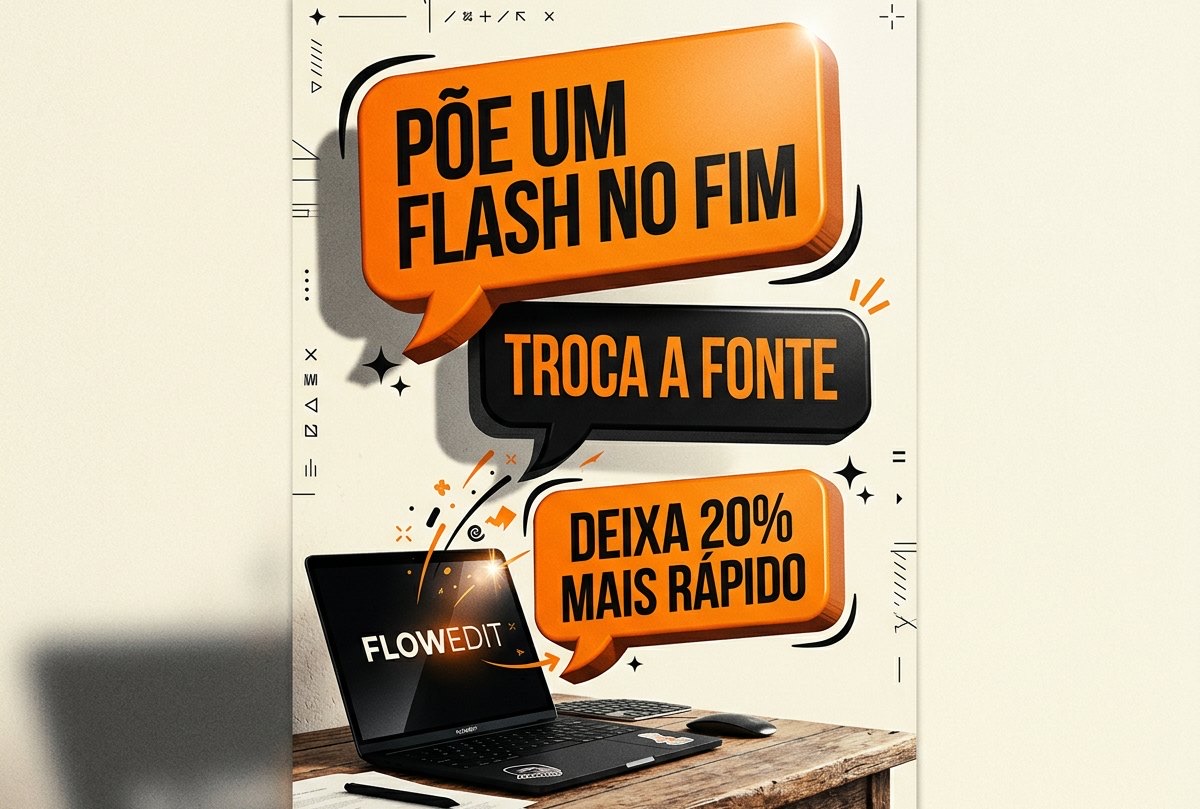 PÕE UM
FLASH NO FIM
TROCA A FONTE
DEIXA 20%
MAIS RÁPIDO
FLOWEDIT